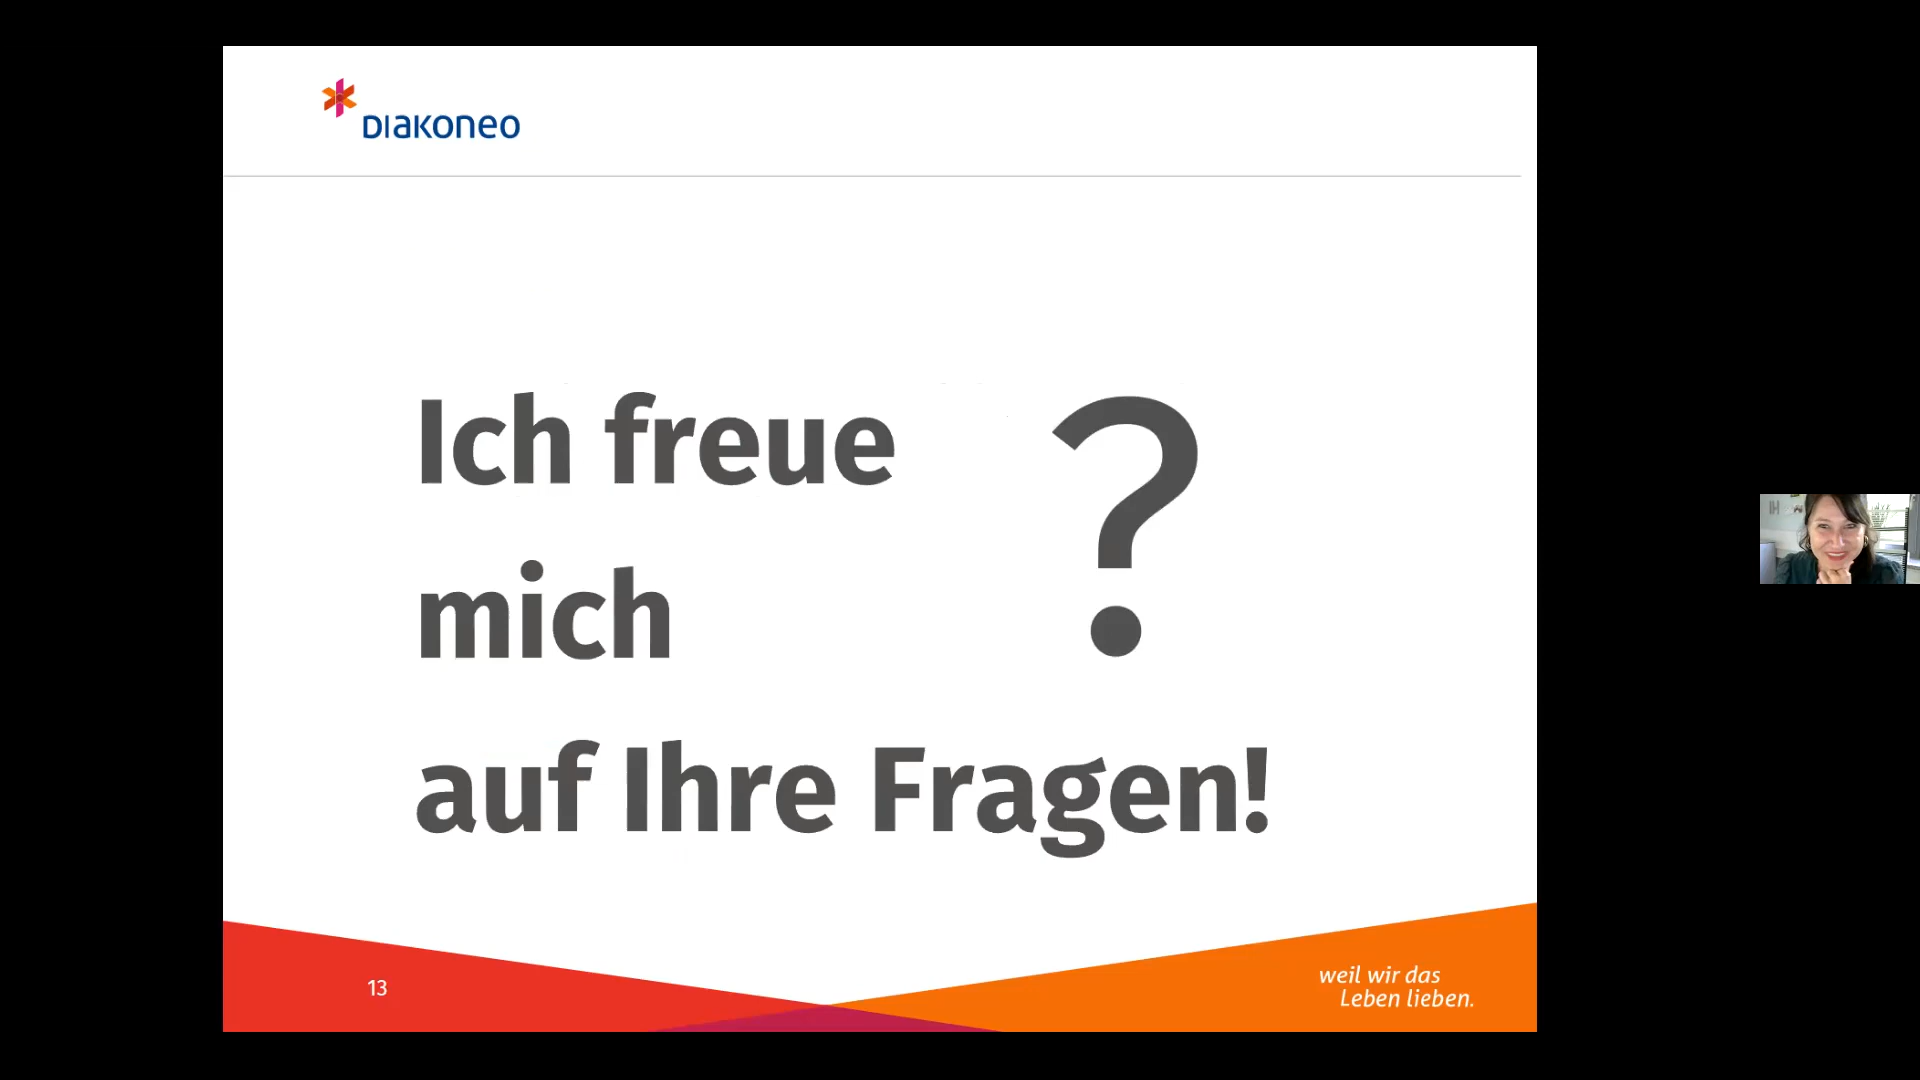 DIAKONEO
Ich freue
?
mich
auf Ihre Fragen!
13
weil wir das
Leben lieben.